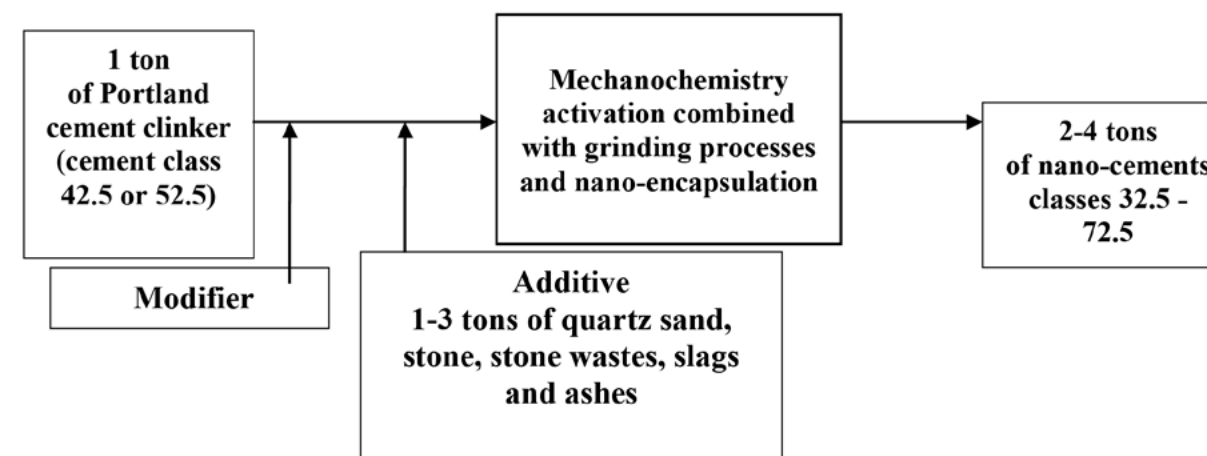 1 ton
of Portland
cement clinker
(cement class
42.5 or 52.5)
Modifier
Additive
1-3 tons of quartz sand,
stone, stone wastes, slags
and ashes
Mechanochemistry
activation combined
with grinding processes
and nano-encapsulation
2-4 tons
of nano-cements
classes 32.5 -
72.5